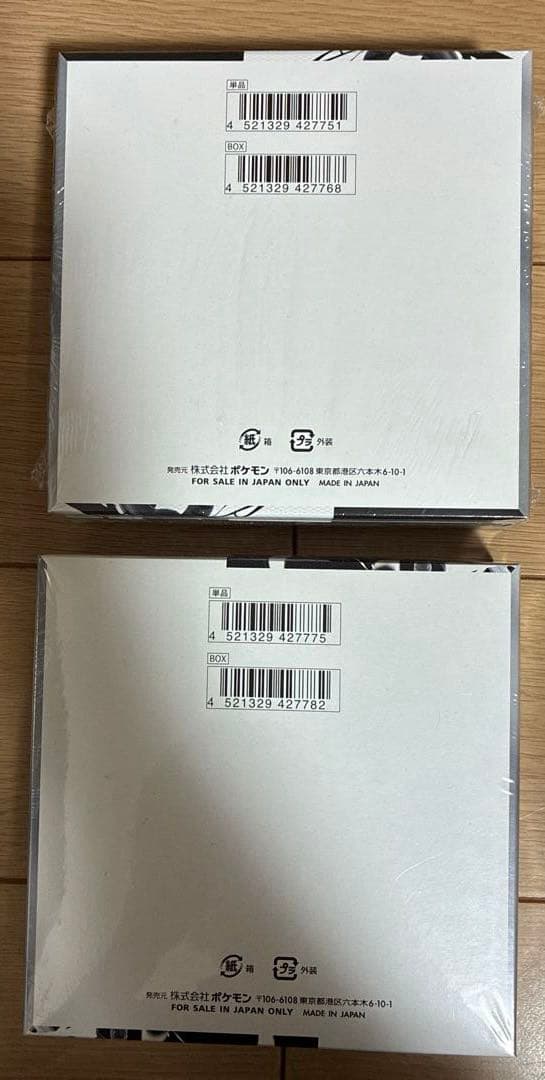 単品
4 521329 427751
BOX
4 521329 427768
紙 箱 プラ 外装
発売元 株式会社ポケモン 〒106-6108 東京都港区六本木6-10-1
FOR SALE IN JAPAN ONLY MADE IN JAPAN
単品
4 521329 427775
BOX
4 521329 427782
紙 箱 プラ 外装
発売元 株式会社ポケモン 〒106-6108 東京都港区六本木6-10-1
FOR SALE IN JAPAN ONLY MADE IN JAPAN